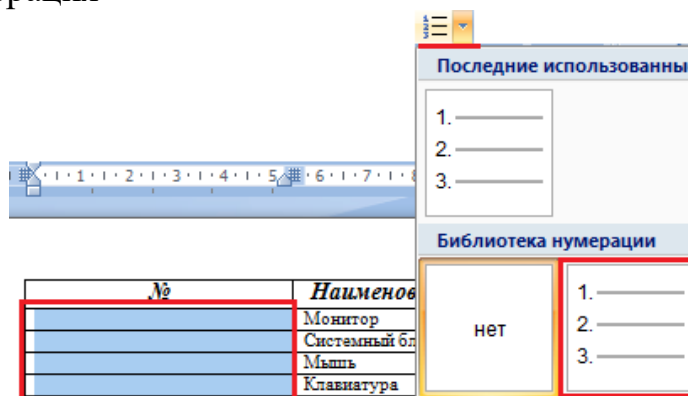 Последние использованны
1.
2.
3.
1 2 3 4 5 6 7 8
Библиотека нумерации
нет
1.
2.
3.
№ Наименов
Монитор
Системный бл
Мышь
Клавиатура